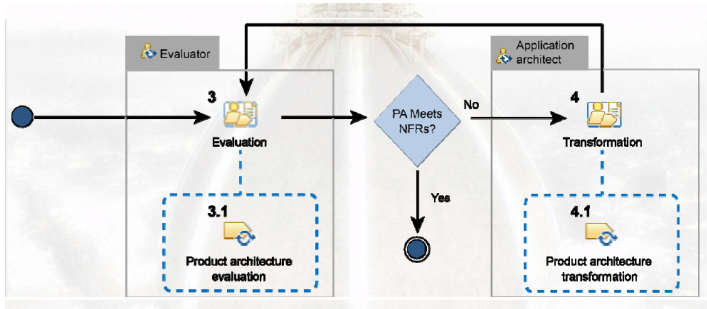 Evaluator
Application
architect
3
Evaluation
PA Meets
NFRs?
No
4
Transformation
Yes
3.1
Product architecture
evaluation
4.1
Product architecture
transformation